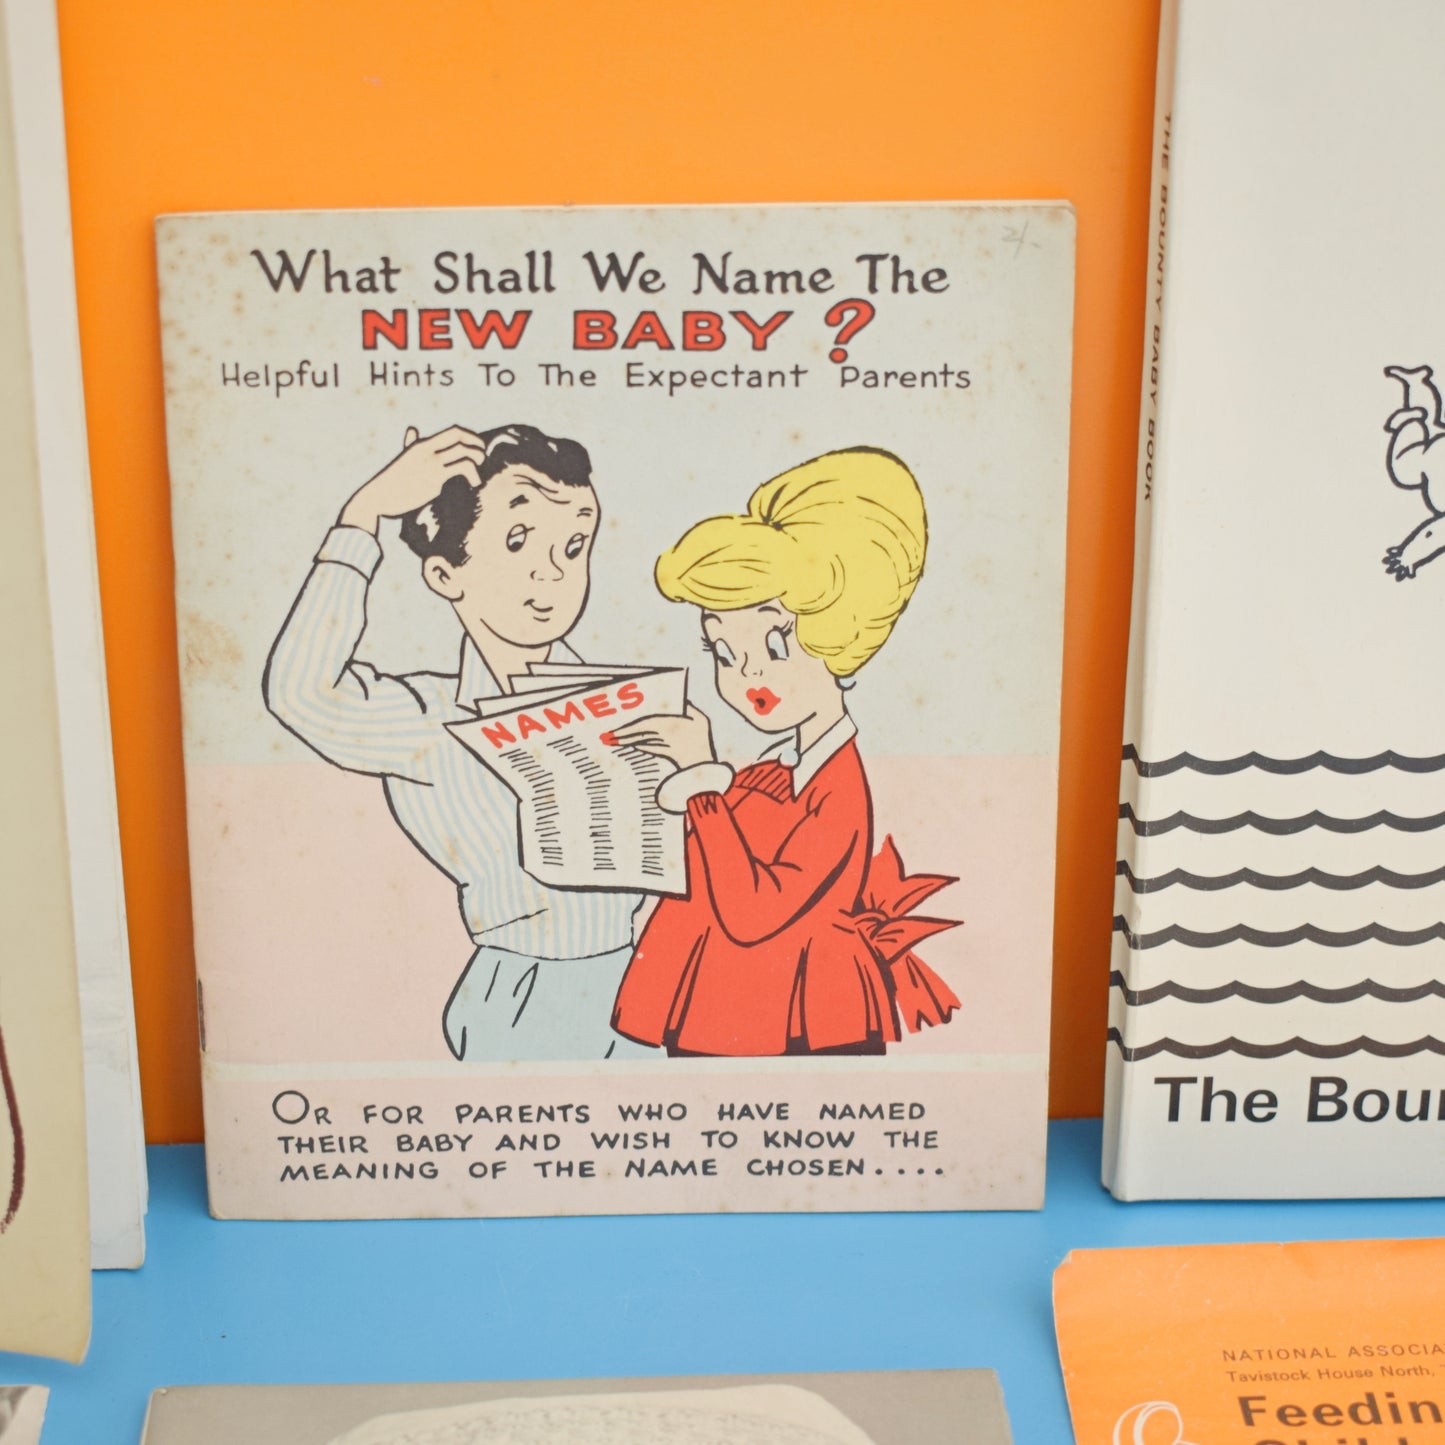 What Shall We Name The
NEW BABY ?
Helpful Hints To The Expectant Parents
NAMES
OR FOR PARENTS WHO HAVE NAMED
THEIR BABY AND WISH TO KNOW THE
MEANING OF THE NAME CHOSEN....
2/-
THE BOUNTY BABY BOOK
The Bou
NATIONAL ASSOCIA
Tavistock House North,
Feedin